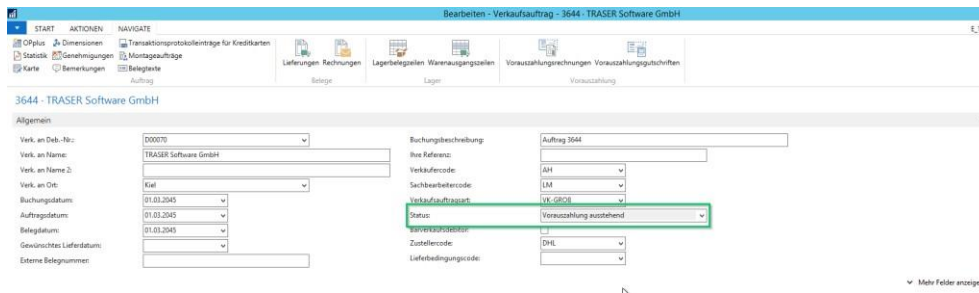 Bearbeiten - Verkaufsauftrag - 3644 · TRASER Software GmbH
START AKTIONEN NAVIGATE
OPplus Dimensionen Transaktionsprotokolleinträge für Kreditkarten
Statistik Genehmigungen Montageaufträge
Karte Bemerkungen Belegtexte
Lieferungen Rechnungen Lagerbelegzeilen Warenausgangszeilen Vorauszahlungsrechnungen Vorauszahlungsgutschriften
Auftrag Belege Lager Vorauszahlung
3644 · TRASER Software GmbH
Allgemein
Verk. an Deb.-Nr.: D00070 Buchungsbeschreibung: Auftrag 3644
Verk. an Name: TRASER Software GmbH Ihre Referenz:
Verk. an Name 2: Verkäufercode: AH
Verk. an Ort: Kiel Sachbearbeitercode: LM
Buchungsdatum: 01.03.2045 Verkaufsauftragsart: VK-GROB
Auftragsdatum: 01.03.2045 Status: Vorauszahlung ausstehend
Belegdatum: 01.03.2045 Barverkaufsdebitor:
Gewünschtes Lieferdatum: Zustellercode: DHL
Externe Belegnummer: Lieferbedingungscode:
Mehr Felder anzeige